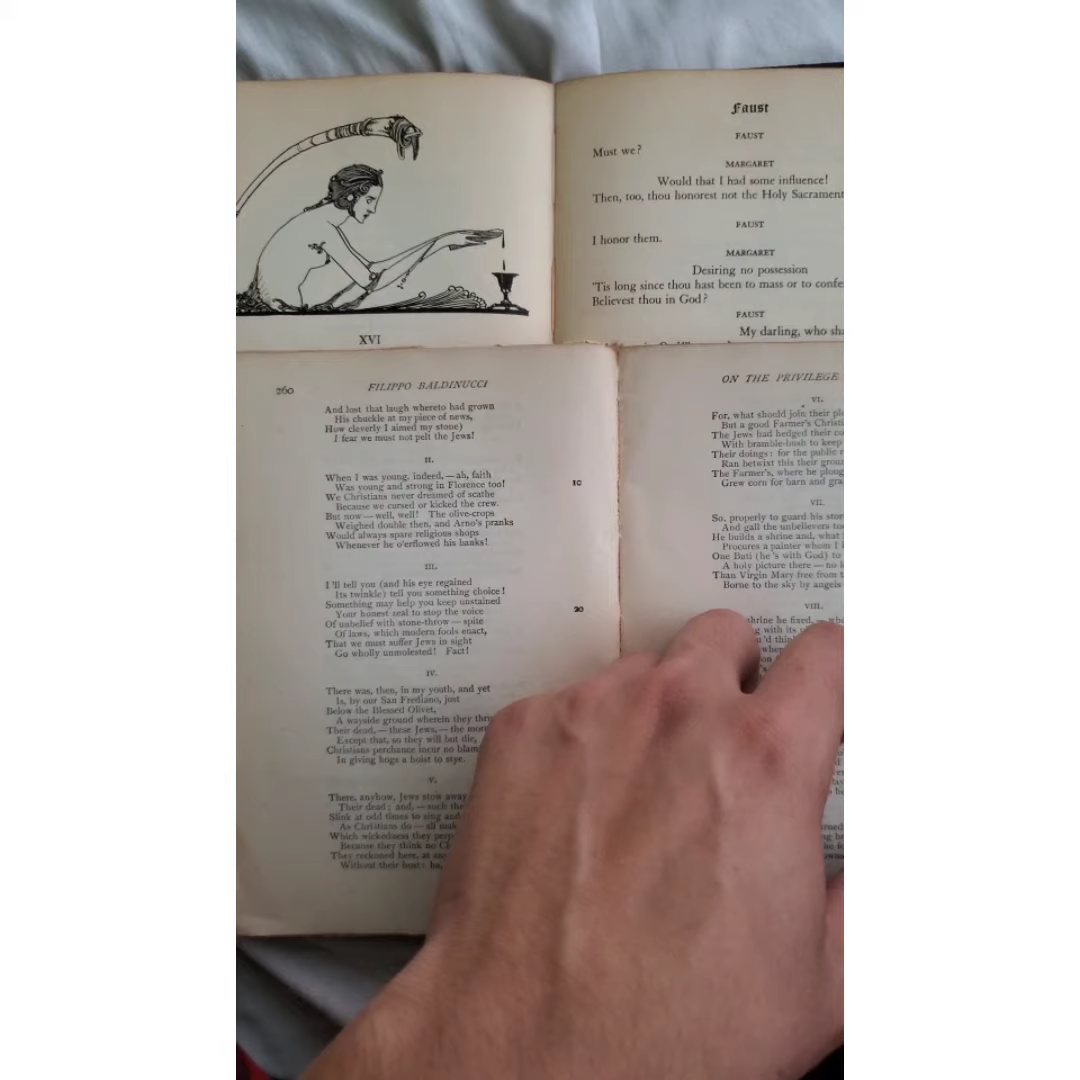 Faust
FAUST
Must we?
MARGARET
Would that I had some influence!
Then, too, thou honorest not the Holy Sacrament
FAUST
I honor them.
MARGARET
Desiring no possession
'Tis long since thou hast been to mass or to confe
Believest thou in God?
FAUST
My darling, who sha
XVI
260
FILIPPO BALDINUCCI
And lost that laugh whereto had grown
His chuckle at my piece of news,
How cleverly I aimed my stone)
I fear we must not pelt the Jews!
II.
When I was young, indeed,—ah, faith
Was young and strong in Florence too!
We Christians never dreamed of scathe
Because we cursed or kicked the crew.
10
But now—well, well! The olive-crops
Weighed double then, and Arno's pranks
Would always spare religious shops
Whenever he o'erflowed his banks!
III.
I'll tell you (and his eye regained
Its twinkle) tell you something choice!
Something may help you keep unstained
Your honest zeal to stop the voice
20
Of unbelief with stone-throw—spite
Of laws, which modern fools enact,
That we must suffer Jews in sight
Go wholly unmolested! Fact!
IV.
There was, then, in my youth, and yet
Is, by our San Frediano, just
Below the Blessed Olivet,
A wayside ground wherein they thru
Their dead,—these Jews,—the more
Except that, so they will but die,
Christians perchance incur no blam
In giving hogs a hoist to stye.
V.
There, anyhow, Jews stow away
Their dead; and,—such the
Slink at odd times to sing and
As Christians do—all mak
Which wickedness they perp
Because they think no C
They reckoned here, at any
Without their host: ha,
ON THE PRIVILEGE
VI.
For, what should join their ple
But a good Farmer's Christi
The Jews had hedged their co
With bramble-bush to keep
Their doings: for the public r
Ran betwixt this their groun
The Farmer's, where he ploug
Grew corn for barn and gra
VII.
So, properly to guard his stor
And gall the unbelievers too
He builds a shrine and, what
Procures a painter whom I
One Buti (he's with God) to
A holy picture there—no
Than Virgin Mary free from t
Borne to the sky by angels
VIII.
shrine he fixed,—
ng with its